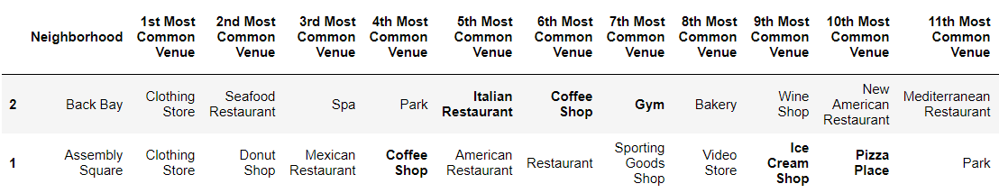 Neighborhood 1st Most Common Venue 2nd Most Common Venue 3rd Most Common Venue 4th Most Common Venue 5th Most Common Venue 6th Most Common Venue 7th Most Common Venue 8th Most Common Venue 9th Most Common Venue 10th Most Common Venue 11th Most Common Venue
2 Back Bay Clothing Store Seafood Restaurant Spa Park Italian Restaurant Coffee Shop Gym Bakery Wine Shop New American Restaurant Mediterranean Restaurant
1 Assembly Square Clothing Store Donut Shop Mexican Restaurant Coffee Shop American Restaurant Restaurant Sporting Goods Shop Video Store Ice Cream Shop Pizza Place Park